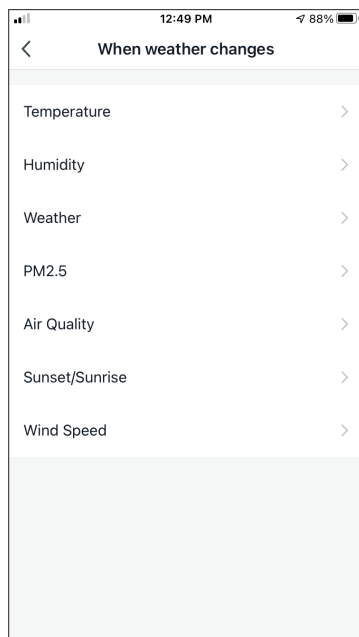 12:49 PM 88%
When weather changes
Temperature
Humidity
Weather
PM2.5
Air Quality
Sunset/Sunrise
Wind Speed